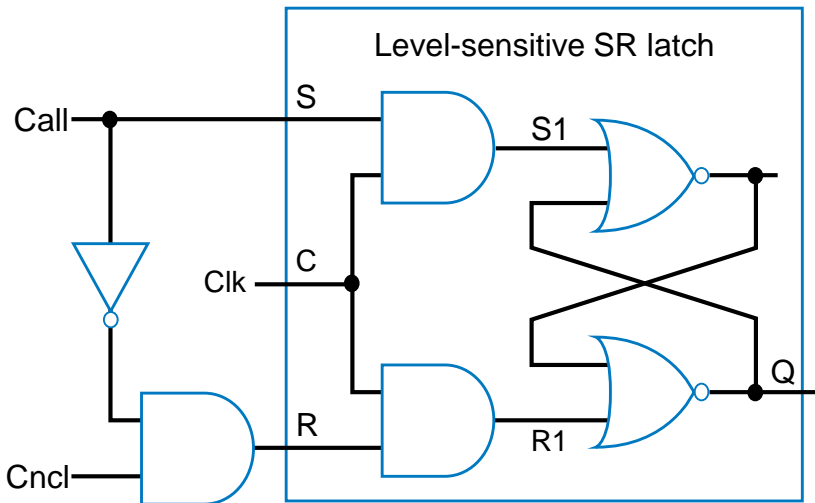 Level-sensitive SR latch
S
Call
S1
C
Clk
Q
R
R1
Cncl